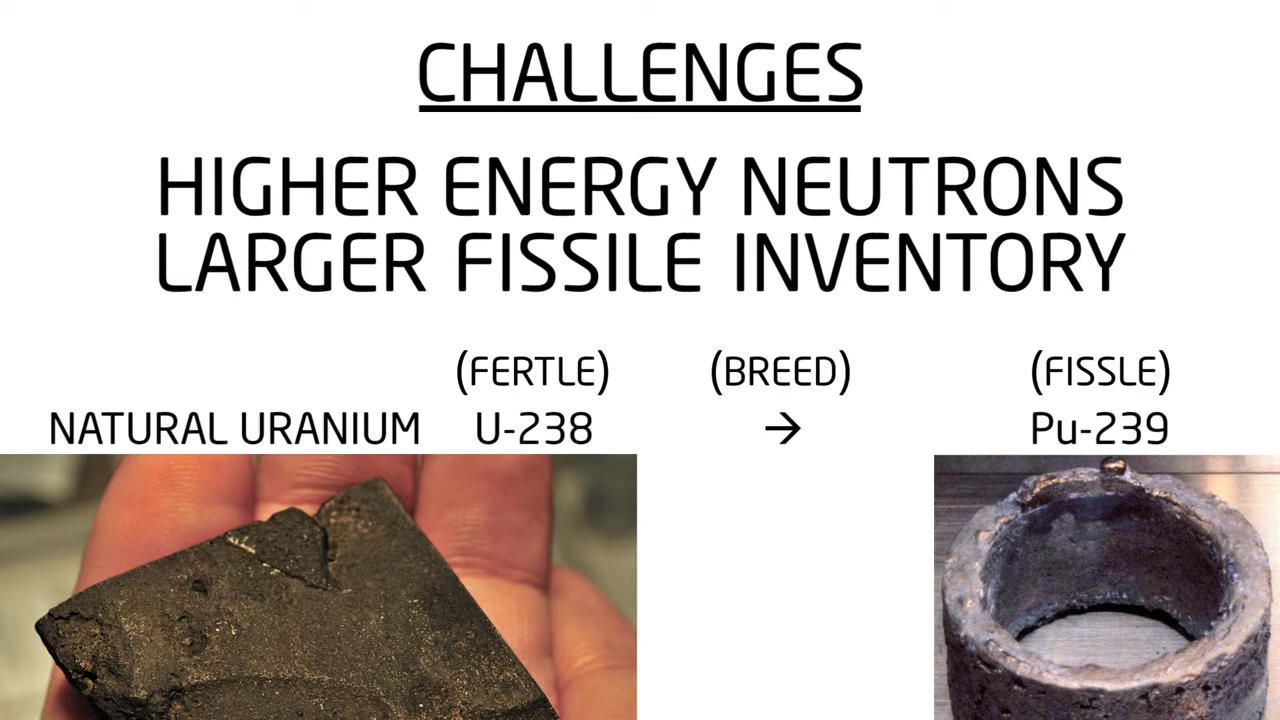 CHALLENGES
HIGHER ENERGY NEUTRONS
LARGER FISSILE INVENTORY
(FERTLE) (BREED) (FISSLE)
NATURAL URANIUM U-238 → Pu-239